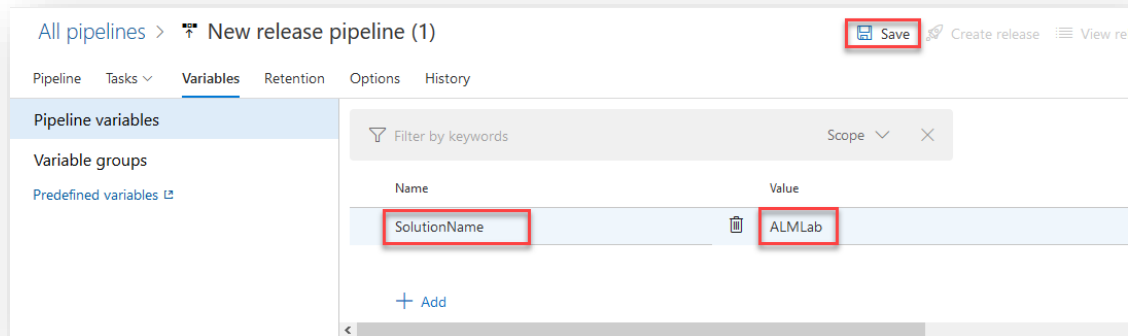 All pipelines > New release pipeline (1)
Save Create release View re
Pipeline Tasks Variables Retention Options History
Pipeline variables
Variable groups
Predefined variables
Filter by keywords Scope
Name Value
SolutionName ALMLab
+ Add